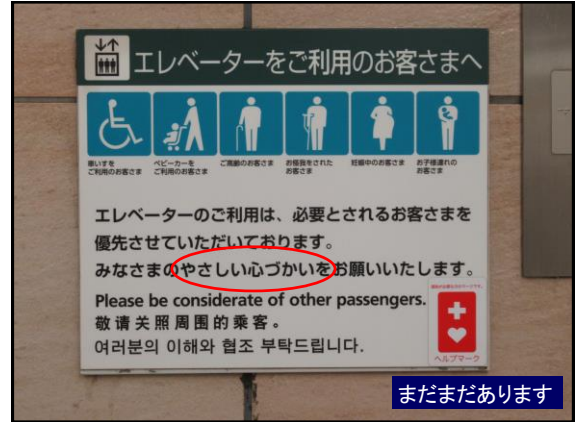 エレベーターをご利用のお客さまへ
車いすを
ご利用のお客さま
ベビーカーを
ご利用のお客さま
ご高齢のお客さま
お怪我をされた
お客さま
妊娠中のお客さま
お子様連れの
お客さま
エレベーターのご利用は、必要とされるお客さまを
優先させていただいております。
みなさまのやさしい心づかいをお願いいたします。
Please be considerate of other passengers.
敬请关照周围的乘客。
여러분의 이해와 협조 부탁드립니다.
ヘルプマーク
まだまだあります